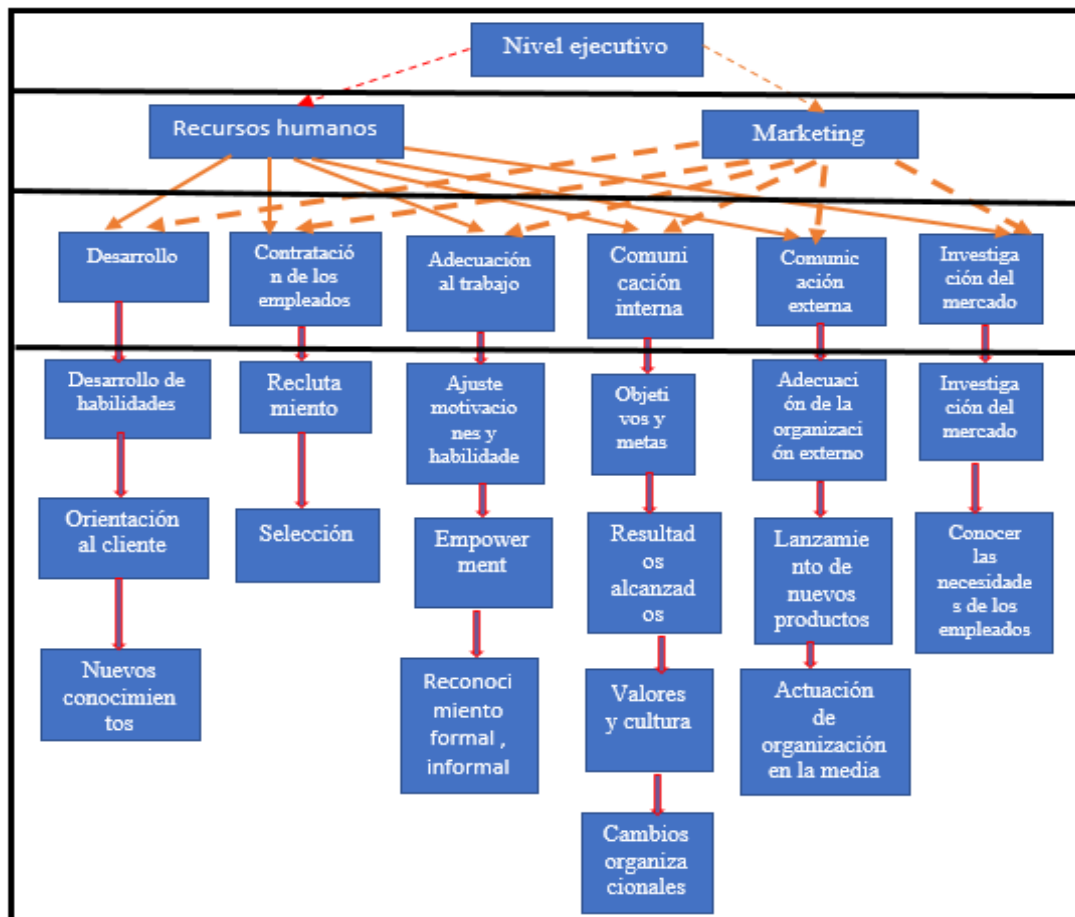 Nivel ejecutivo
Recursos humanos
Marketing
Desarrollo
Contratació
n de los
empleados
Adecuación
al trabajo
Comuni
cación
interna
Comunic
ación
externa
Investiga
ción del
mercado
Desarrollo de
habilidades
Recluta
miento
Ajuste
motivacio
nes y
habilidade
Objeti
vos y
metas
Adecuaci
ón de la
organizaci
ón externo
Investiga
ción del
mercado
Orientación
al cliente
Selección
Empower
ment
Resultad
os
alcanzad
os
Lanzamie
nto de
nuevos
productos
Conocer
las
necesidade
s de los
empleados
Nuevos
conocimien
tos
Reconoci
miento
formal ,
informal
Valores
y cultura
Actuación
de
organización
en la media
Cambios
organiza
cionales